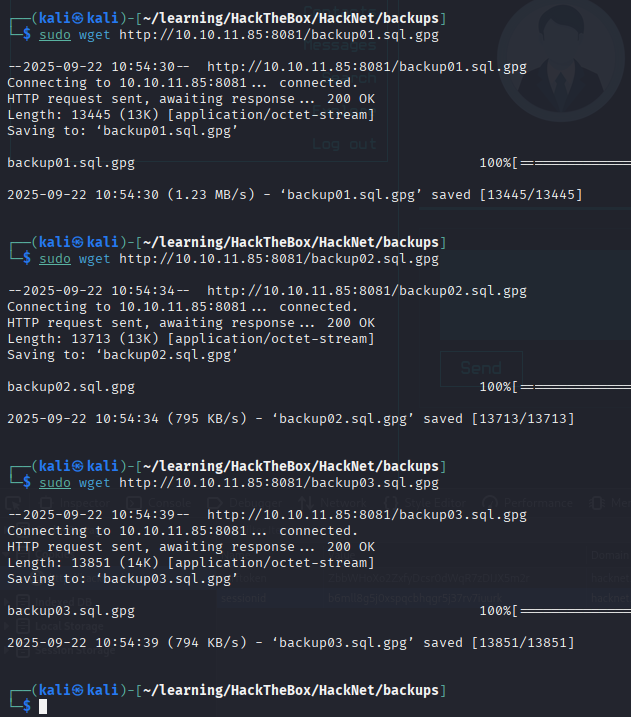 ┌──(kali㉿kali)-[~/learning/HackTheBox/HackNet/backups]
└─$ sudo wget http://10.10.11.85:8081/backup01.sql.gpg
--2025-09-22 10:54:30--  http://10.10.11.85:8081/backup01.sql.gpg
Connecting to 10.10.11.85:8081... connected.
HTTP request sent, awaiting response... 200 OK
Length: 13445 (13K) [application/octet-stream]
Saving to: ‘backup01.sql.gpg’
Log out
backup01.sql.gpg 100%[==============
2025-09-22 10:54:30 (1.23 MB/s) - ‘backup01.sql.gpg’ saved [13445/13445]
┌──(kali㉿kali)-[~/learning/HackTheBox/HackNet/backups]
└─$ sudo wget http://10.10.11.85:8081/backup02.sql.gpg
--2025-09-22 10:54:34--  http://10.10.11.85:8081/backup02.sql.gpg
Connecting to 10.10.11.85:8081... connected.
HTTP request sent, awaiting response... 200 OK
Length: 13713 (13K) [application/octet-stream]
Saving to: ‘backup02.sql.gpg’
Send
backup02.sql.gpg 100%[==============
2025-09-22 10:54:34 (795 KB/s) - ‘backup02.sql.gpg’ saved [13713/13713]
┌──(kali㉿kali)-[~/learning/HackTheBox/HackNet/backups]
└─$ sudo wget http://10.10.11.85:8081/backup03.sql.gpg
--2025-09-22 10:54:39--  http://10.10.11.85:8081/backup03.sql.gpg
Connecting to 10.10.11.85:8081... connected.
HTTP request sent, awaiting response... 200 OK
Length: 13851 (14K) [application/octet-stream]
Saving to: ‘backup03.sql.gpg’
backup03.sql.gpg 100%[==============
Local Storage
2025-09-22 10:54:39 (794 KB/s) - ‘backup03.sql.gpg’ saved [13851/13851]
┌──(kali㉿kali)-[~/learning/HackTheBox/HackNet/backups]
└─$